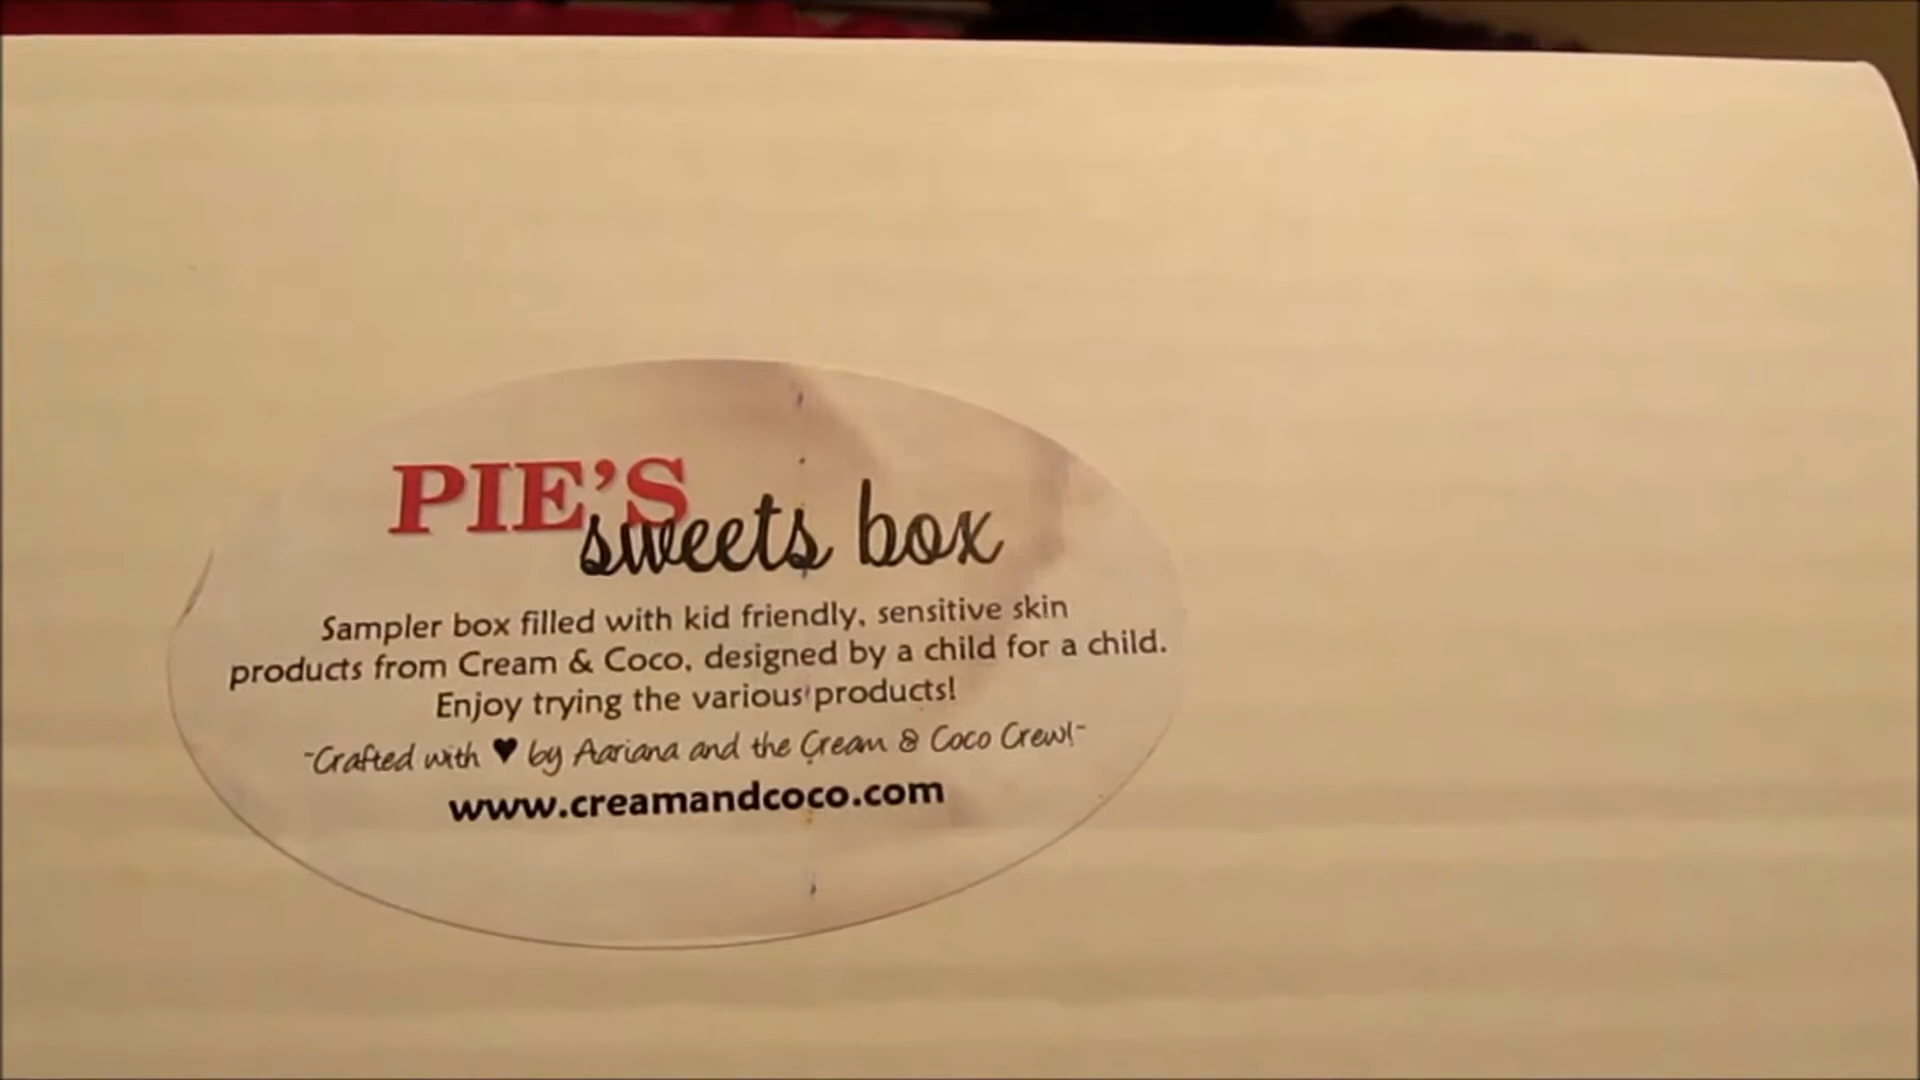 PIE'S
sweets box
Sampler box filled with kid friendly, sensitive skin
products from Cream & Coco, designed by a child for a child.
Enjoy trying the various products!
~Crafted with ♥ by Aariana and the Cream & Coco Crew!~
www.creamandcoco.com